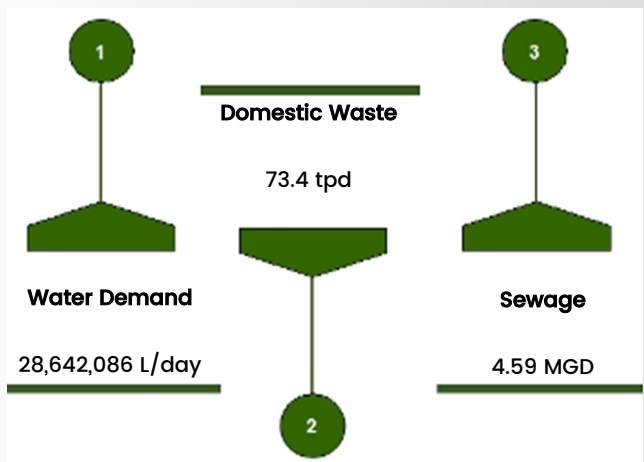 1
Water Demand
28,642,086 L/day
Domestic Waste
73.4 tpd
2
3
Sewage
4.59 MGD